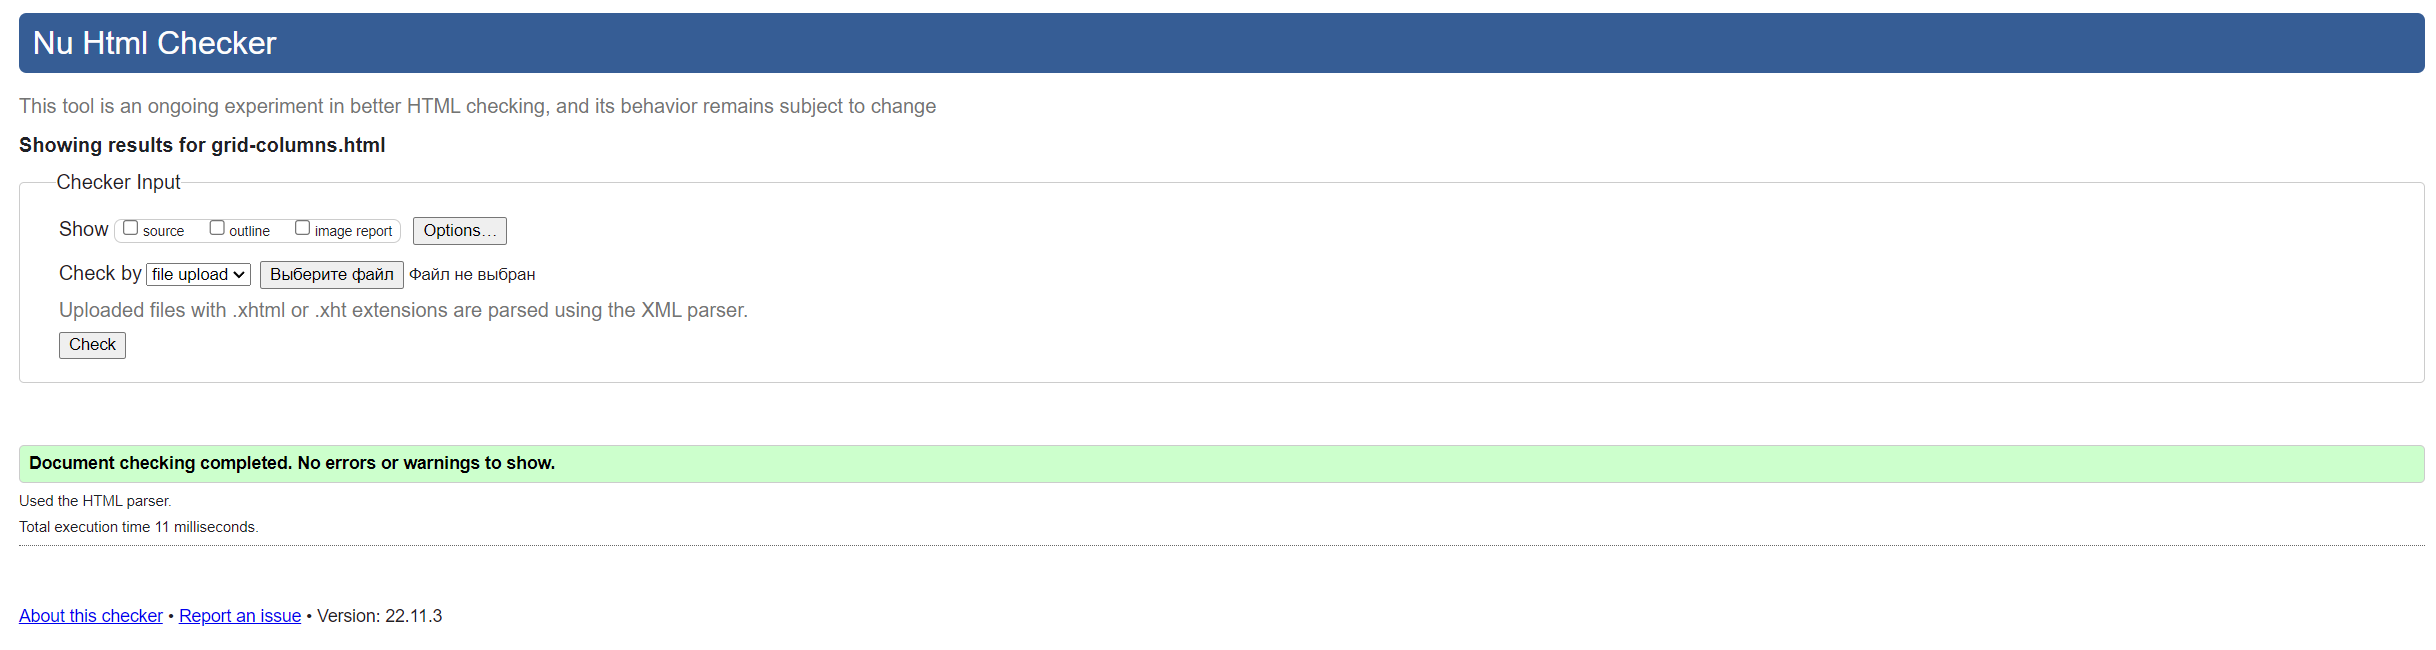 Nu Html Checker
This tool is an ongoing experiment in better HTML checking, and its behavior remains subject to change
Showing results for grid-columns.html
Checker Input
Show source outline image report Options…
Check by file upload Выберите файл Файл не выбран
Uploaded files with .xhtml or .xht extensions are parsed using the XML parser.
Check
Document checking completed. No errors or warnings to show.
Used the HTML parser.
Total execution time 11 milliseconds.
About this checker • Report an issue • Version: 22.11.3